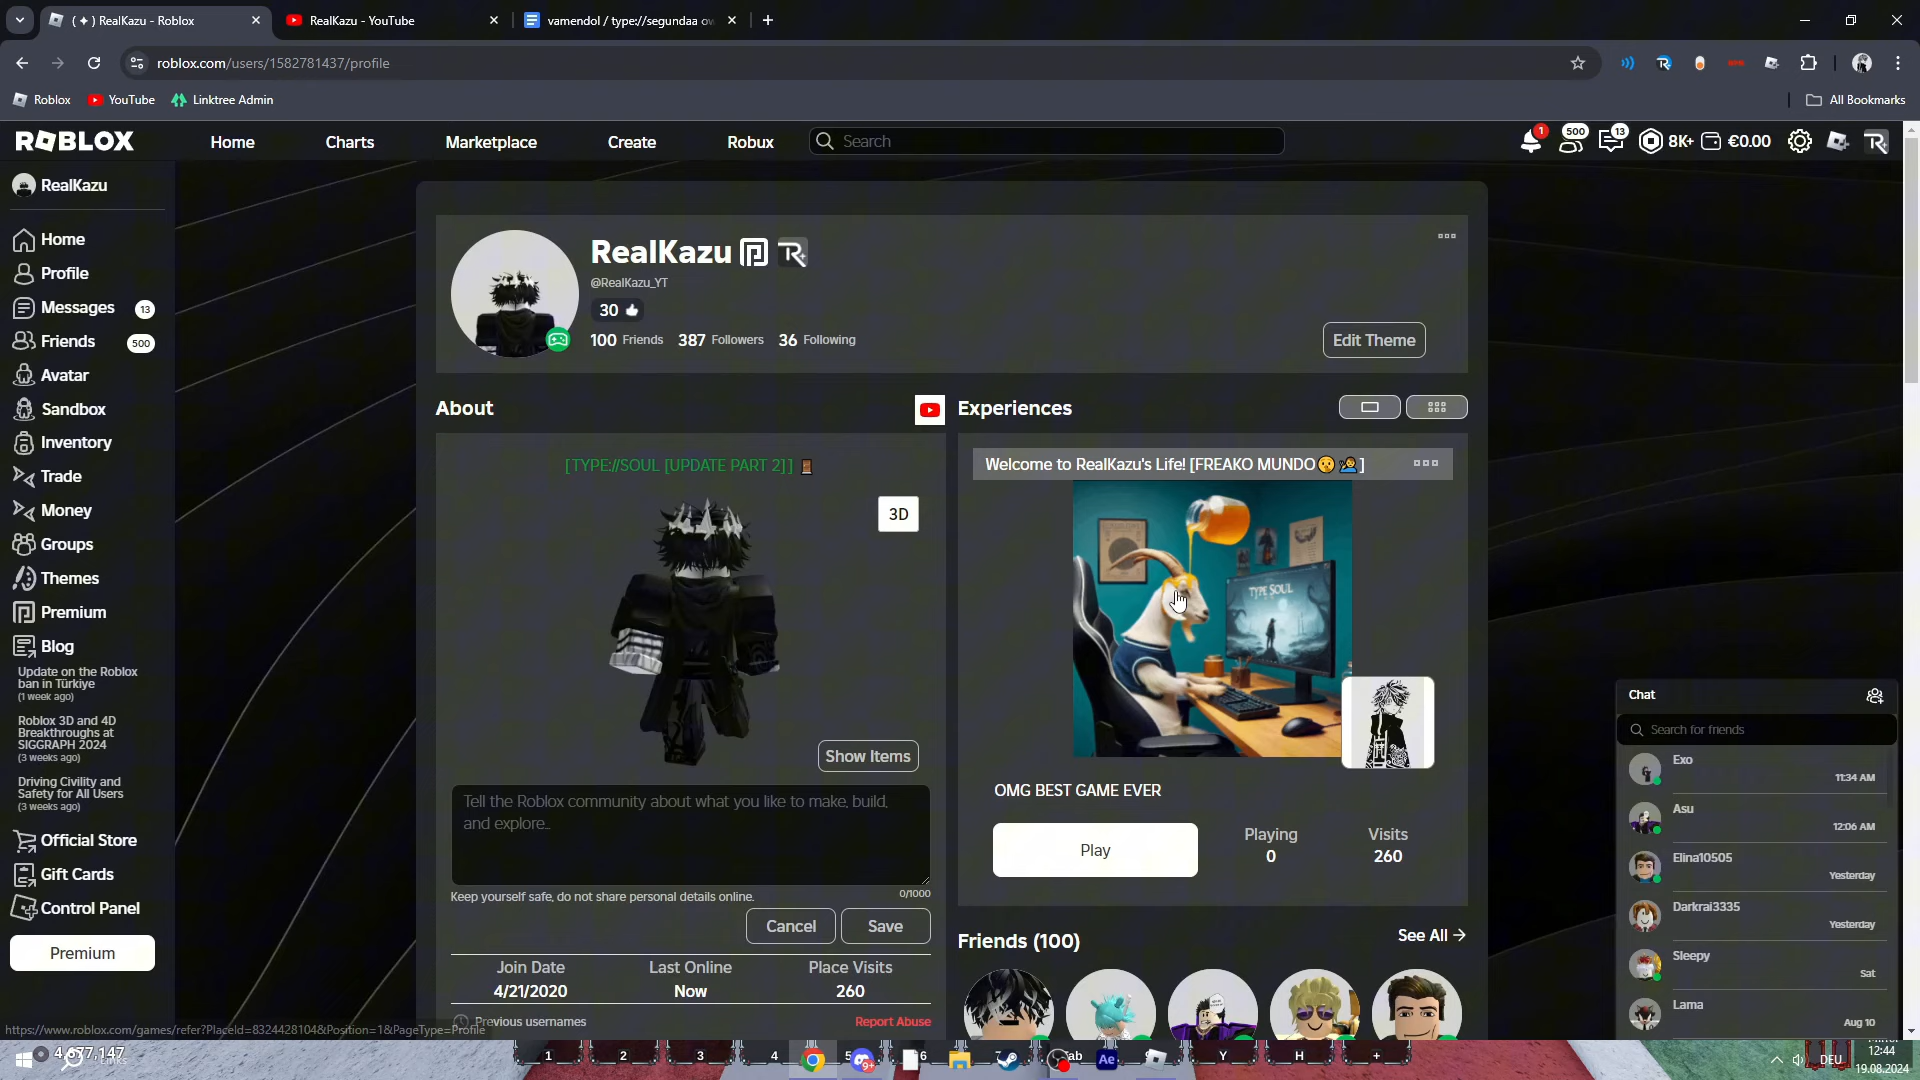 ( ✦ ) RealKazu - Roblox
RealKazu - YouTube
vamendol / type://segundaa ow
roblox.com/users/1582781437/profile
Roblox
YouTube
Linktree Admin
All Bookmarks
ROBLOX
Home
Charts
Marketplace
Create
Robux
Search
1
500
13
8K+
€0.00
RealKazu
Home
Profile
Messages
13
Friends
500
Avatar
Sandbox
Inventory
Trade
Money
Groups
Themes
Premium
Blog
Update on the Roblox
ban in Türkiye
(1 week ago)
Roblox 3D and 4D
Breakthroughs at
SIGGRAPH 2024
(3 weeks ago)
Driving Civility and
Safety for All Users
(3 weeks ago)
Official Store
Gift Cards
Control Panel
Premium
RealKazu
@RealKazu_YT
30
100 Friends 387 Followers 36 Following
Edit Theme
About
[TYPE://SOUL [UPDATE PART 2]] 🚪
3D
Show Items
Tell the Roblox community about what you like to make, build,
and explore..
Keep yourself safe, do not share personal details online.
0/1000
Cancel
Save
Join Date
4/21/2020
Last Online
Now
Place Visits
260
Previous usernames
Report Abuse
Experiences
Welcome to RealKazu's Life! [FREAKO MUNDO🫢🙋]
TYPE SOUL
OMG BEST GAME EVER
Play
Playing
0
Visits
260
Friends (100)
See All
Chat
Search for friends
Exo
11:34 AM
Asu
12:06 AM
Elina10505
Yesterday
Darkrai3335
Yesterday
Sleepy
Sat
Lama
Aug 10
https://www.roblox.com/games/refer?PlaceId=8324428104&Position=1&PageType=Profile
4,677,147
1
2
3
4
5
9+
6
Tab
Ae
Y
H
+
DEU
12:44
19.08.2024